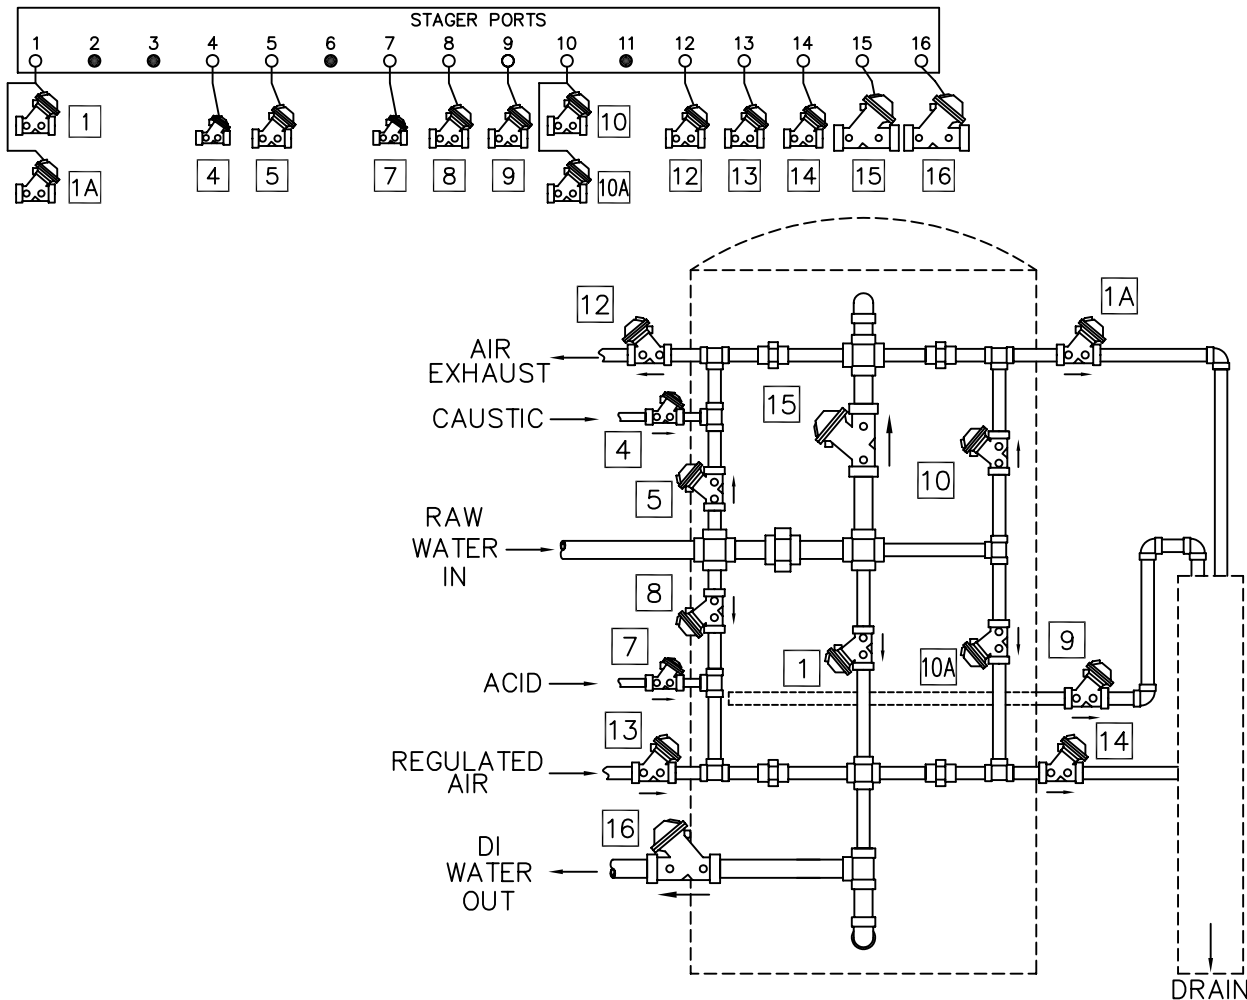 STAGER PORTS
1 2 3 4 5 6 7 8 9 10 11 12 13 14 15 16
1 10
4 5 7 8 9 12 13 14 15 16
1A 10A
12 1A
AIR
EXHAUST
15
CAUSTIC
4
10
5
RAW
WATER
IN
8
9
7
1 10A
ACID
13 14
REGULATED
AIR
16
DI
WATER
OUT
DRAIN